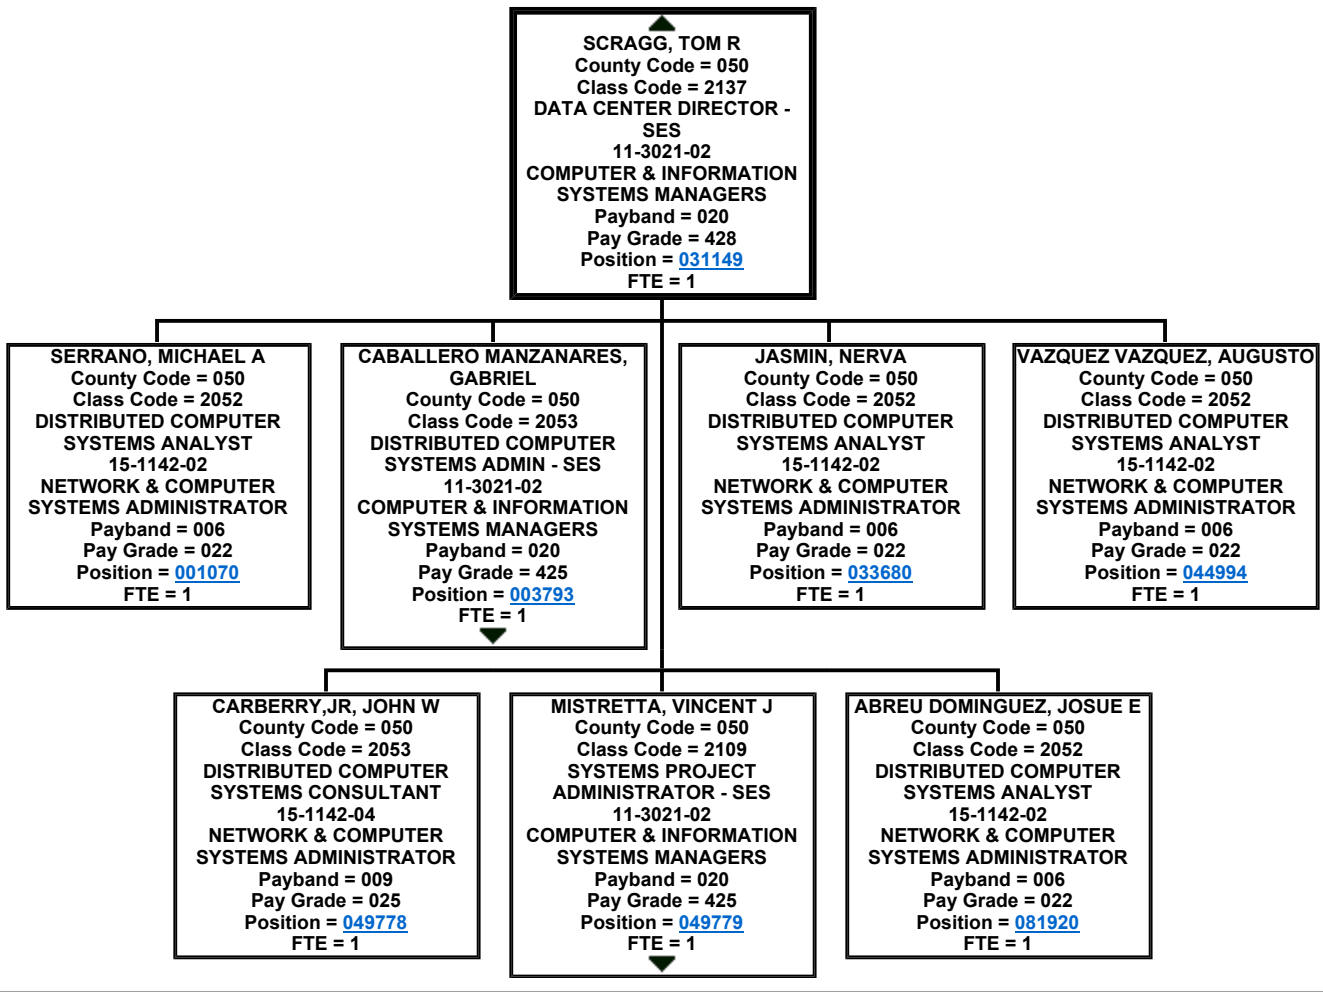 SCRAGG, TOM R
County Code = 050
Class Code = 2137
DATA CENTER DIRECTOR -
SES
11-3021-02
COMPUTER & INFORMATION
SYSTEMS MANAGERS
Payband = 020
Pay Grade = 428
Position = 031149
FTE = 1
SERRANO, MICHAEL A
County Code = 050
Class Code = 2052
DISTRIBUTED COMPUTER
SYSTEMS ANALYST
15-1142-02
NETWORK & COMPUTER
SYSTEMS ADMINISTRATOR
Payband = 006
Pay Grade = 022
Position = 001070
FTE = 1
CABALLERO MANZANARES,
GABRIEL
County Code = 050
Class Code = 2053
DISTRIBUTED COMPUTER
SYSTEMS ADMIN - SES
11-3021-02
COMPUTER & INFORMATION
SYSTEMS MANAGERS
Payband = 020
Pay Grade = 425
Position = 003793
FTE = 1
JASMIN, NERVA
County Code = 050
Class Code = 2052
DISTRIBUTED COMPUTER
SYSTEMS ANALYST
15-1142-02
NETWORK & COMPUTER
SYSTEMS ADMINISTRATOR
Payband = 006
Pay Grade = 022
Position = 033680
FTE = 1
VAZQUEZ VAZQUEZ, AUGUSTO
County Code = 050
Class Code = 2052
DISTRIBUTED COMPUTER
SYSTEMS ANALYST
15-1142-02
NETWORK & COMPUTER
SYSTEMS ADMINISTRATOR
Payband = 006
Pay Grade = 022
Position = 044994
FTE = 1
CARBERRY,JR, JOHN W
County Code = 050
Class Code = 2053
DISTRIBUTED COMPUTER
SYSTEMS CONSULTANT
15-1142-04
NETWORK & COMPUTER
SYSTEMS ADMINISTRATOR
Payband = 009
Pay Grade = 025
Position = 049778
FTE = 1
MISTRETTA, VINCENT J
County Code = 050
Class Code = 2109
SYSTEMS PROJECT
ADMINISTRATOR - SES
11-3021-02
COMPUTER & INFORMATION
SYSTEMS MANAGERS
Payband = 020
Pay Grade = 425
Position = 049779
FTE = 1
ABREU DOMINGUEZ, JOSUE E
County Code = 050
Class Code = 2052
DISTRIBUTED COMPUTER
SYSTEMS ANALYST
15-1142-02
NETWORK & COMPUTER
SYSTEMS ADMINISTRATOR
Payband = 006
Pay Grade = 022
Position = 081920
FTE = 1